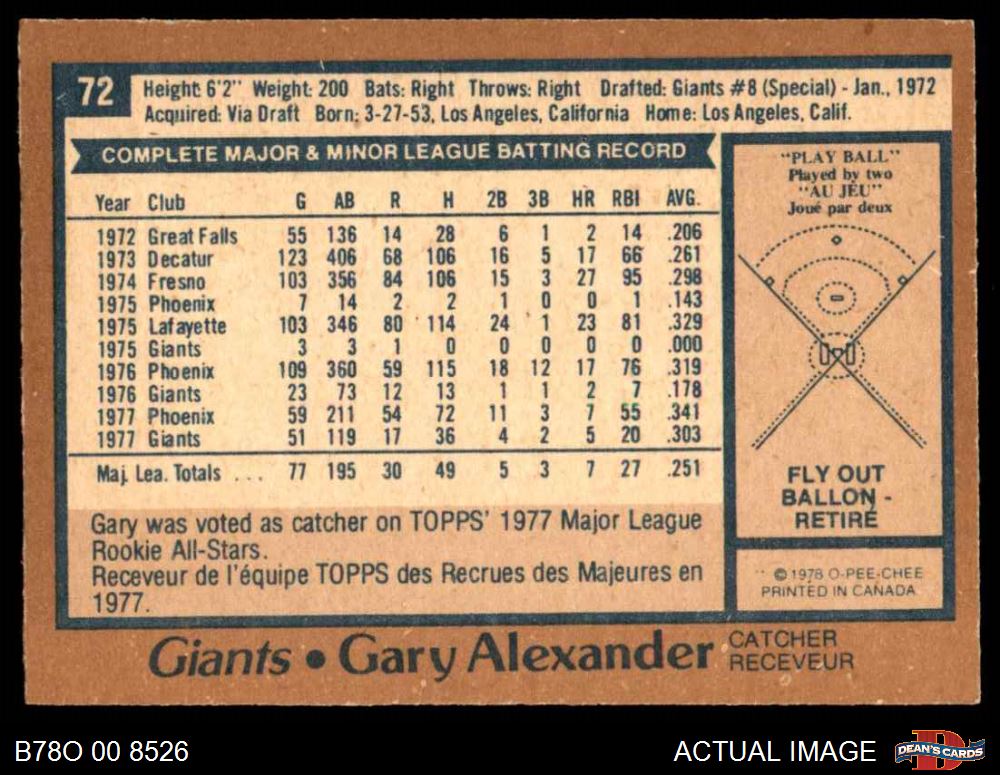 72
Height: 6'2" Weight: 200 Bats: Right Throws: Right Drafted: Giants #8 (Special) - Jan., 1972
Acquired: Via Draft Born: 3-27-53, Los Angeles, California Home: Los Angeles, Calif.
COMPLETE MAJOR & MINOR LEAGUE BATTING RECORD
Year Club G AB R H 2B 3B HR RBI AVG.
1972 Great Falls 55 136 14 28 6 1 2 14 .206
1973 Decatur 123 406 68 106 16 5 17 66 .261
1974 Fresno 103 356 84 106 15 3 27 95 .298
1975 Phoenix 7 14 2 2 1 0 0 1 .143
1975 Lafayette 103 346 80 114 24 1 23 81 .329
1975 Giants 3 3 1 0 0 0 0 0 .000
1976 Phoenix 109 360 59 115 18 12 17 76 .319
1976 Giants 23 73 12 13 1 1 2 7 .178
1977 Phoenix 59 211 54 72 11 3 7 55 .341
1977 Giants 51 119 17 36 4 2 5 20 .303
Maj. Lea. Totals ... 77 195 30 49 5 3 7 27 .251
Gary was voted as catcher on TOPPS' 1977 Major League
Rookie All-Stars.
Receveur de l'équipe TOPPS des Recrues des Majeures en
1977.
"PLAY BALL"
Played by two
"AU JEU"
Joué par deux
FLY OUT
BALLON -
RETIRÉ
© 1978 O-PEE-CHEE
PRINTED IN CANADA
Giants • Gary Alexander
CATCHER
RECEVEUR
B78O 00 8526
ACTUAL IMAGE
DEAN'S CARDS